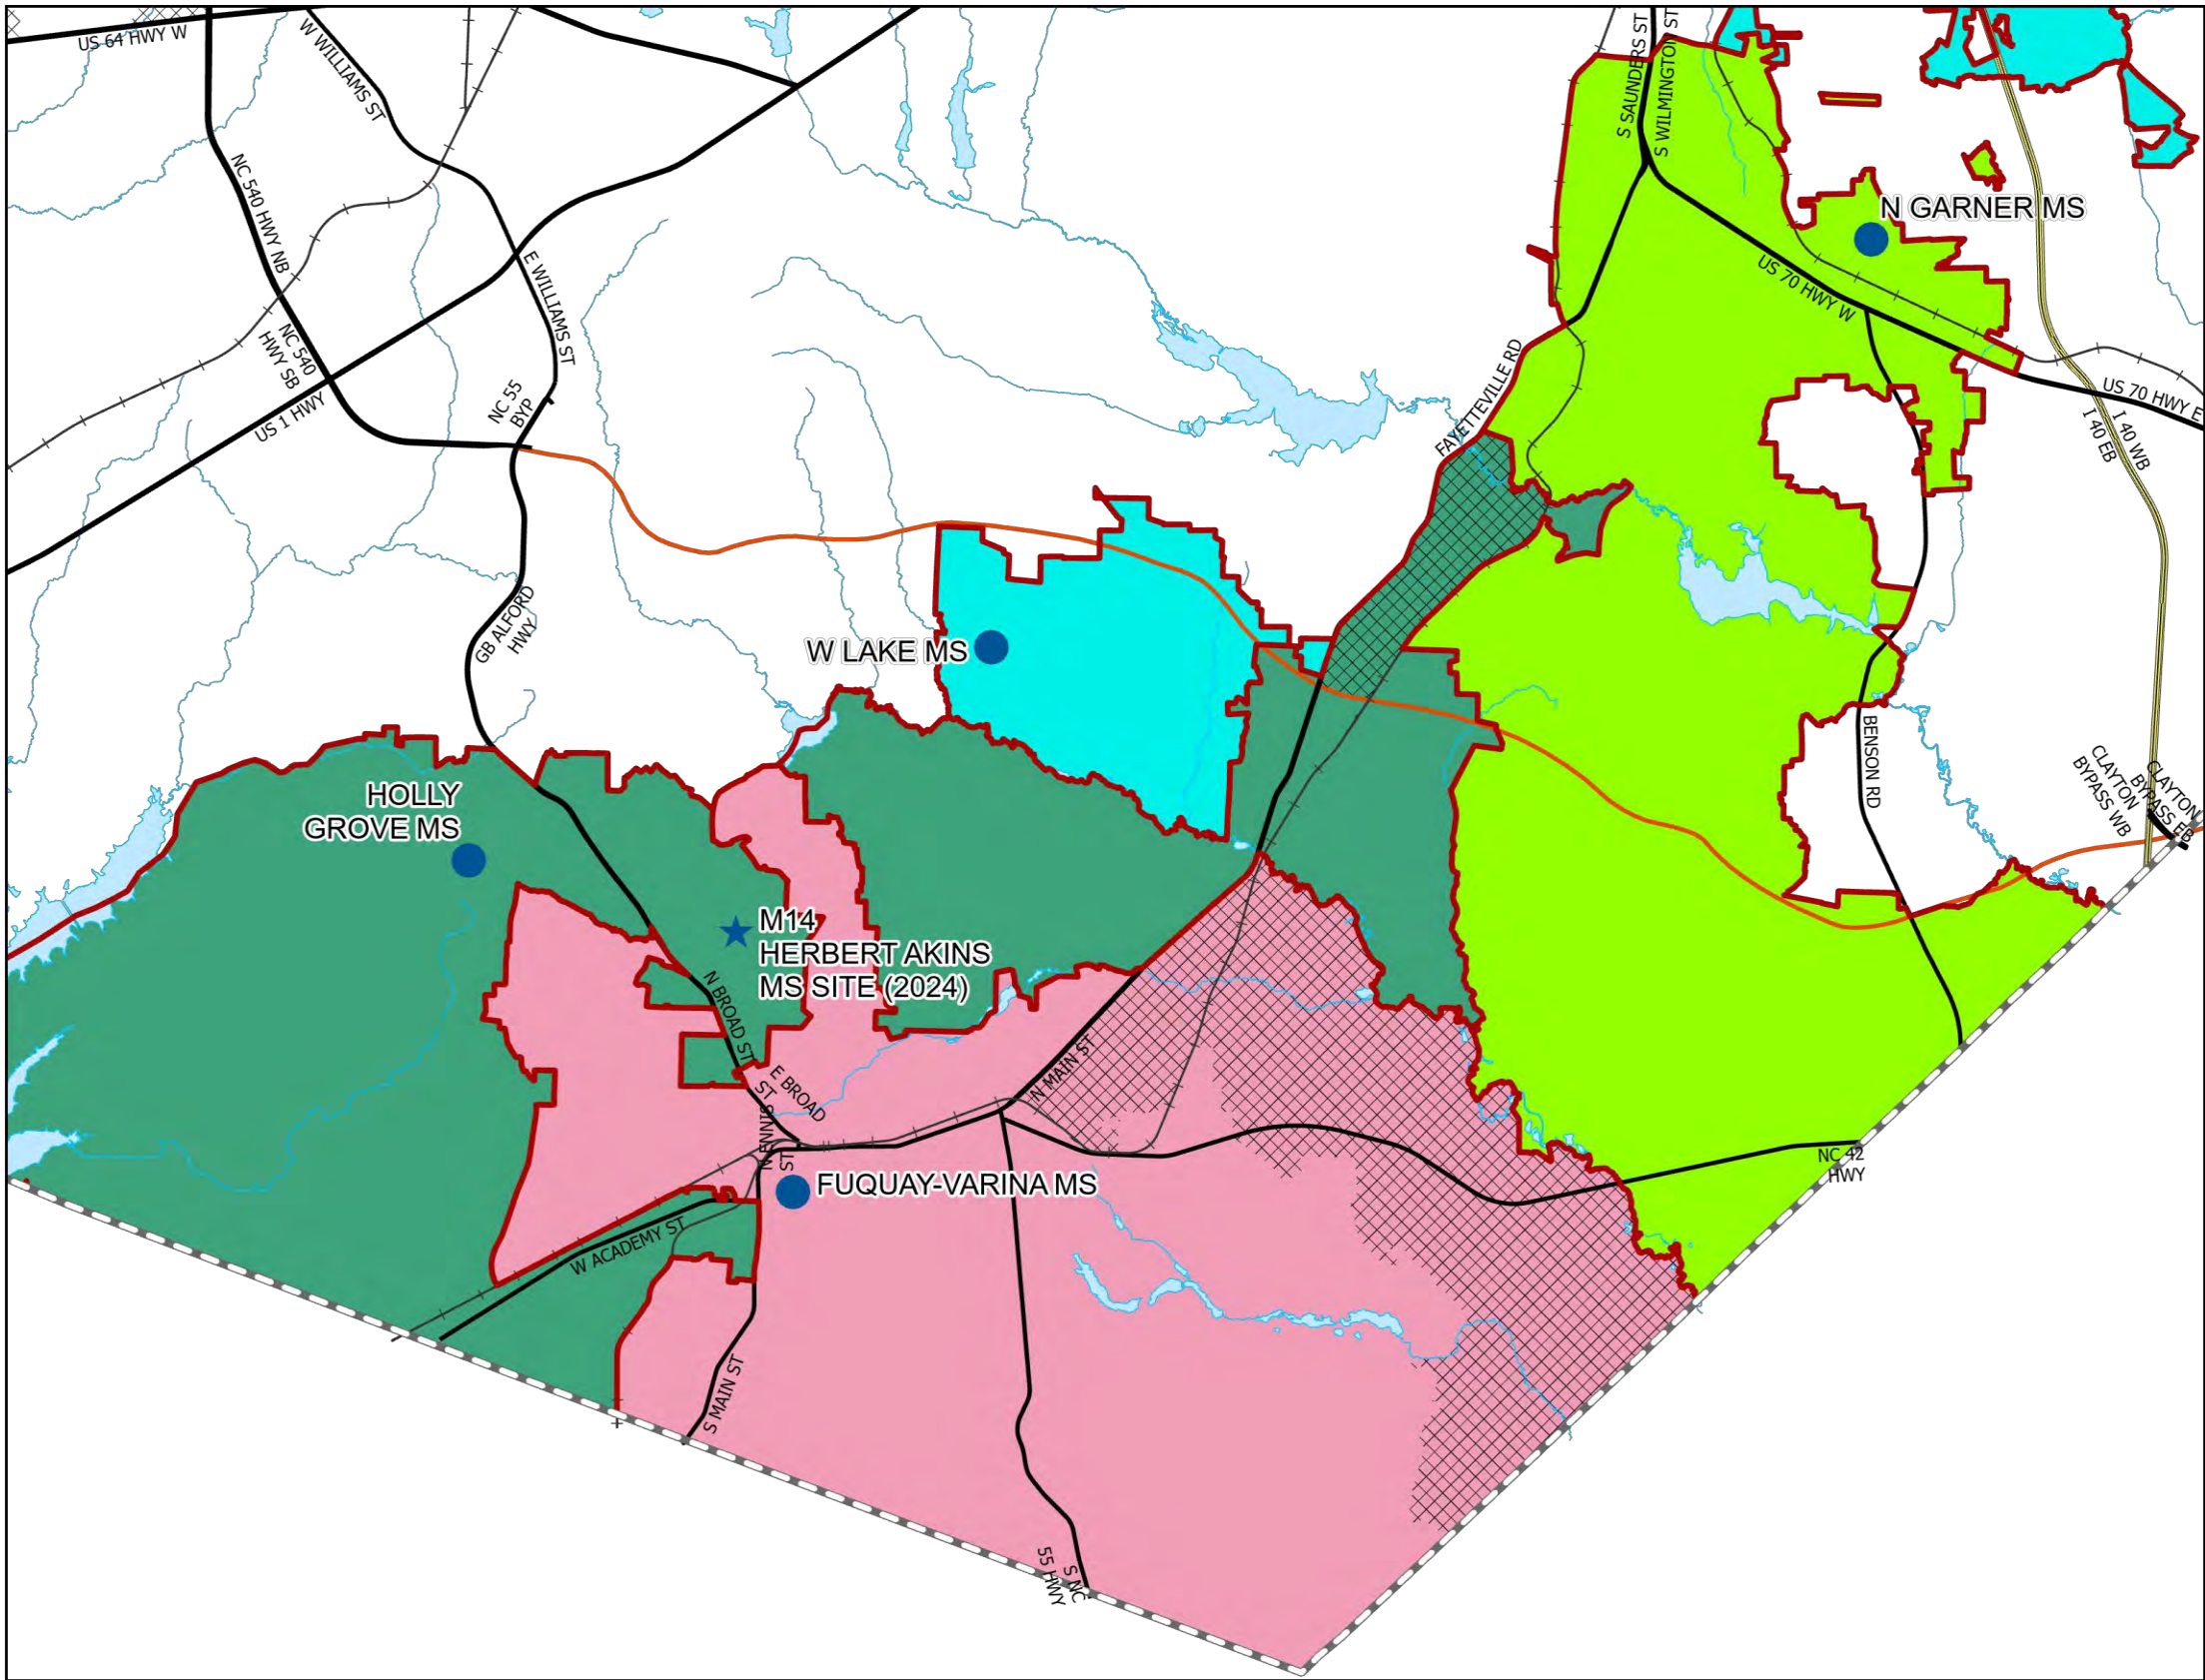 US 64 HWY W
W WILLIAMS ST
S SAUNDERS ST
S WILMINGTON ST
NC 540 HWY NB
N GARNER MS
E WILLIAMS ST
US 70 HWY W
NC 540
HWY SB
US 1 HWY
NC 55
BYP
FAYETTEVILLE RD
US 70 HWY E
I 40 EB
I 40 WB
GB ALFORD
HWY
W LAKE MS
BENSON RD
CLAYTON
BYPASS WB
CLAYTON
BYPASS EB
HOLLY
GROVE MS
M14
HERBERT AKINS
MS SITE (2024)
N BROAD ST
E BROAD
ST
N MAIN ST
N ENNIS
ST
FUQUAY-VARINA MS
NC 42
HWY
W ACADEMY ST
S MAIN ST
S NC
55 HWY